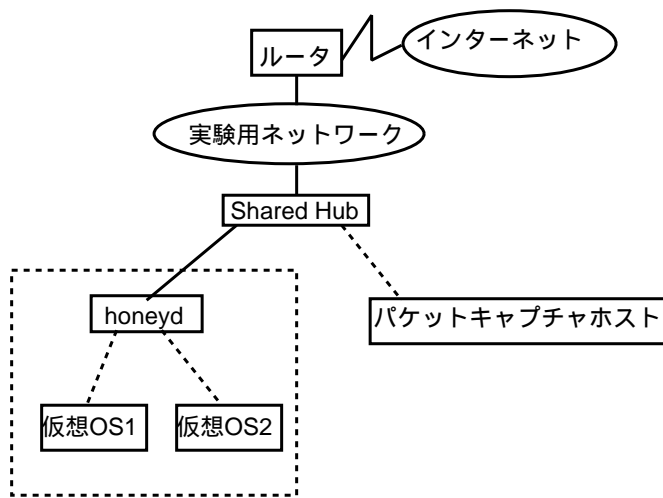 インターネット
ルータ
実験用ネットワーク
Shared Hub
honeyd
パケットキャプチャホスト
仮想OS1
仮想OS2